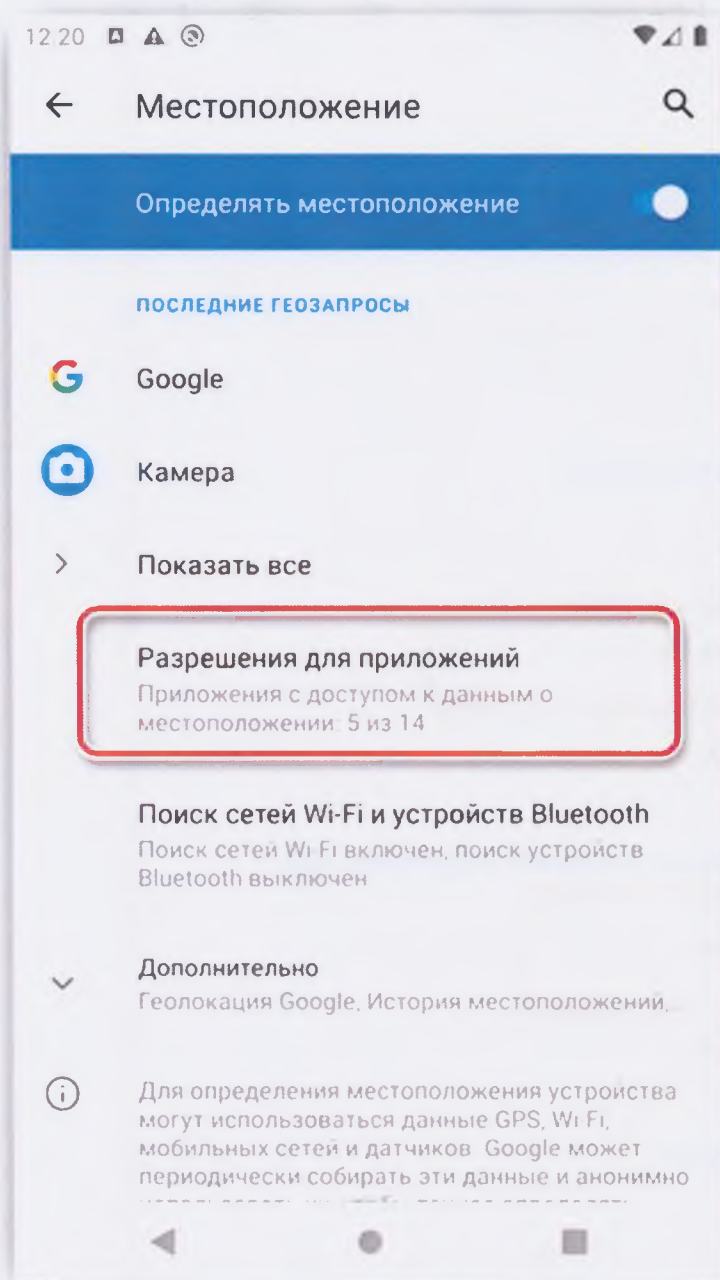 12 20
Местоположение
Определять местоположение
ПОСЛЕДНИЕ ГЕОЗАПРОСЫ
Google
Камера
Показать все
Разрешения для приложений
Приложения с доступом к данным о
местоположении: 5 из 14
Поиск сетей Wi-Fi и устройств Bluetooth
Поиск сетей Wi Fi включен, поиск устройств
Bluetooth выключен
Дополнительно
Геолокация Google, История местоположений,
Для определения местоположения устройства
могут использоваться данные GPS, Wi Fi,
мобильных сетей и датчиков Google может
периодически собирать эти данные и анонимно